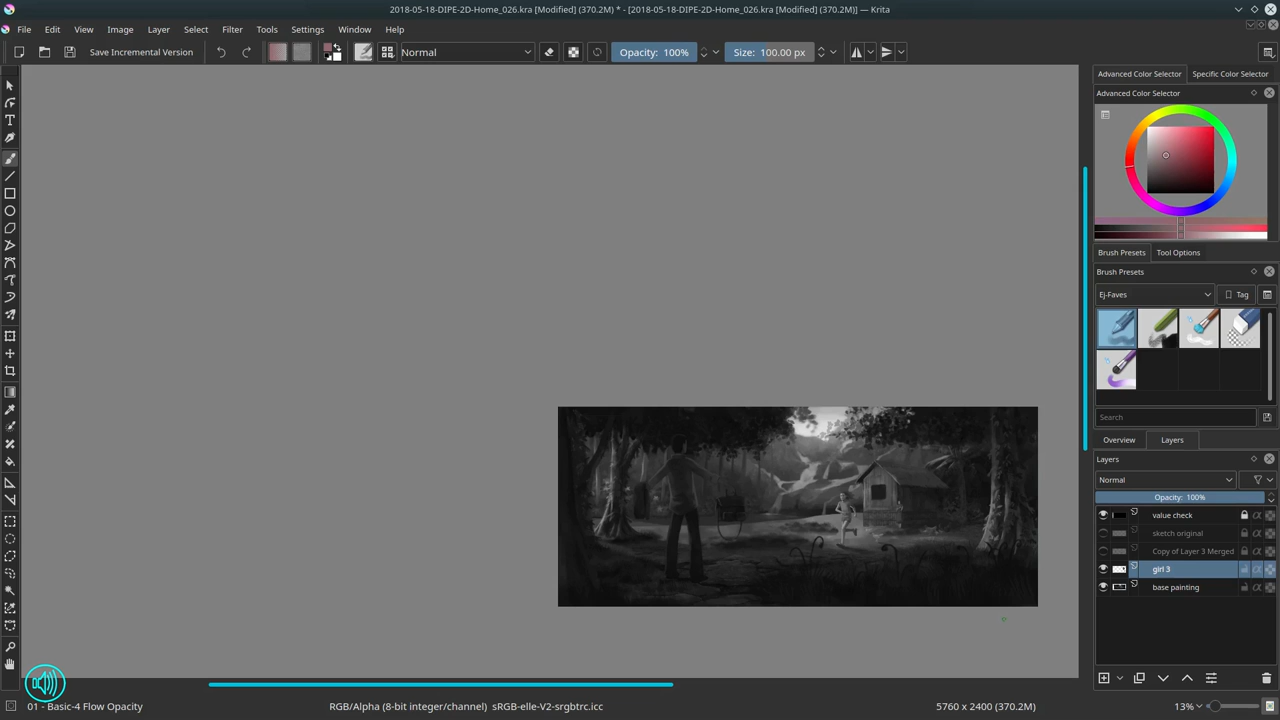 2018-05-18-DIPE-2D-Home_026.kra [Modified] (370.2M) * - [2018-05-18-DIPE-2D-Home_026.kra [Modified] (370.2M)] - Krita
File Edit View Image Layer Select Filter Tools Settings Window Help
Save Incremental Version Normal Opacity: 100% Size: 100.00 px
Advanced Color Selector Specific Color Selector
Advanced Color Selector
Brush Presets Tool Options
Brush Presets
Ej-Faves Tag
Search
Overview Layers
Layers
Normal
Opacity: 100%
value check
sketch original
Copy of Layer 3 Merged
girl 3
base painting
01 - Basic-4 Flow Opacity RGB/Alpha (8-bit integer/channel) sRGB-elle-V2-srgbtrc.icc 5760 x 2400 (370.2M) 13%